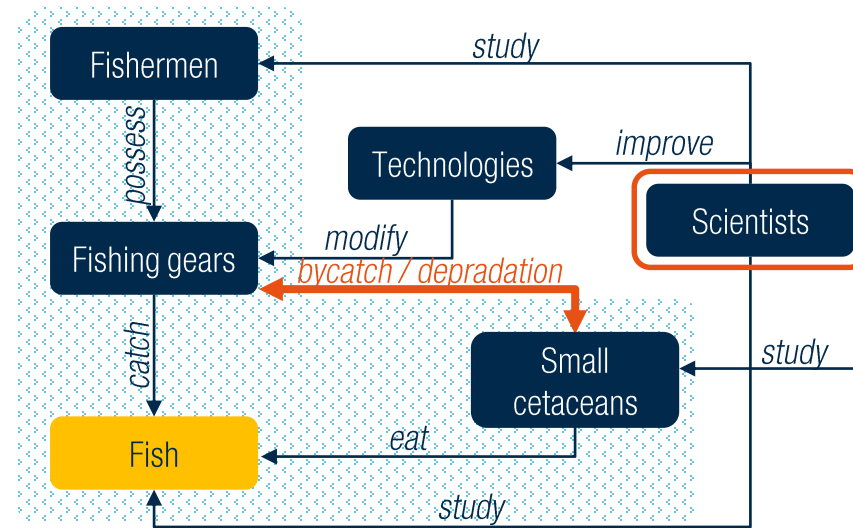 study
Fishermen
possess
improve
Technologies
Scientists
modify
Fishing gears
bycatch / depradation
catch
Small
cetaceans
study
eat
Fish
study